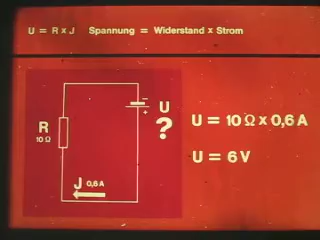 U = R x J Spannung = Widerstand x Strom
R
10 Ω
−
+
U
?
J 0,6 A
U = 10 Ω x 0,6 A
U = 6 V